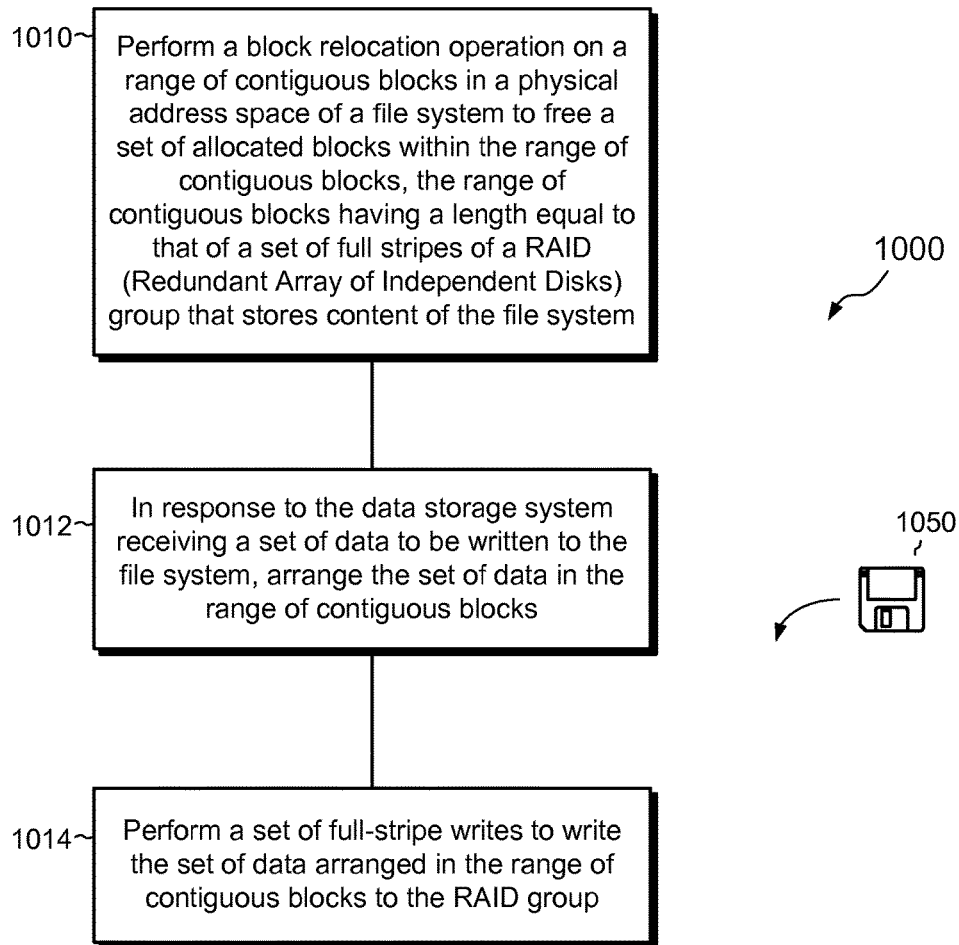 1010
Perform a block relocation operation on a
range of contiguous blocks in a physical
address space of a file system to free a
set of allocated blocks within the range of
contiguous blocks, the range of
contiguous blocks having a length equal to
that of a set of full stripes of a RAID
(Redundant Array of Independent Disks)
group that stores content of the file system
1000
1012
In response to the data storage system
receiving a set of data to be written to the
file system, arrange the set of data in the
range of contiguous blocks
1050
1014
Perform a set of full-stripe writes to write
the set of data arranged in the range of
contiguous blocks to the RAID group